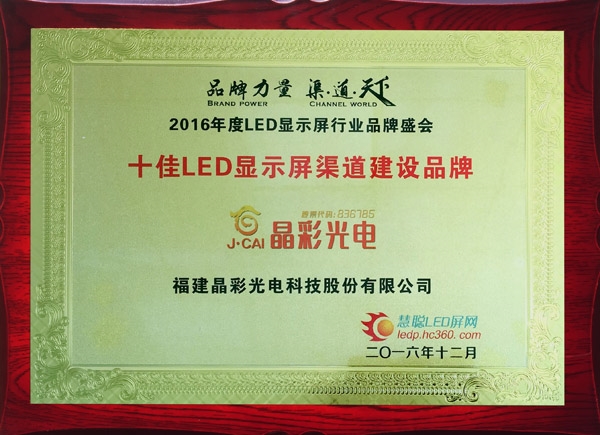 品牌力量 渠·道·天下
BRAND POWER CHANNEL WORLD
2016年度LED显示屏行业品牌盛会
十佳LED显示屏渠道建设品牌
股票代码:838785
J·CAI 晶彩光电
福建晶彩光电科技股份有限公司
慧聪LED屏网
ledp.hc360.com
二〇一六年十二月